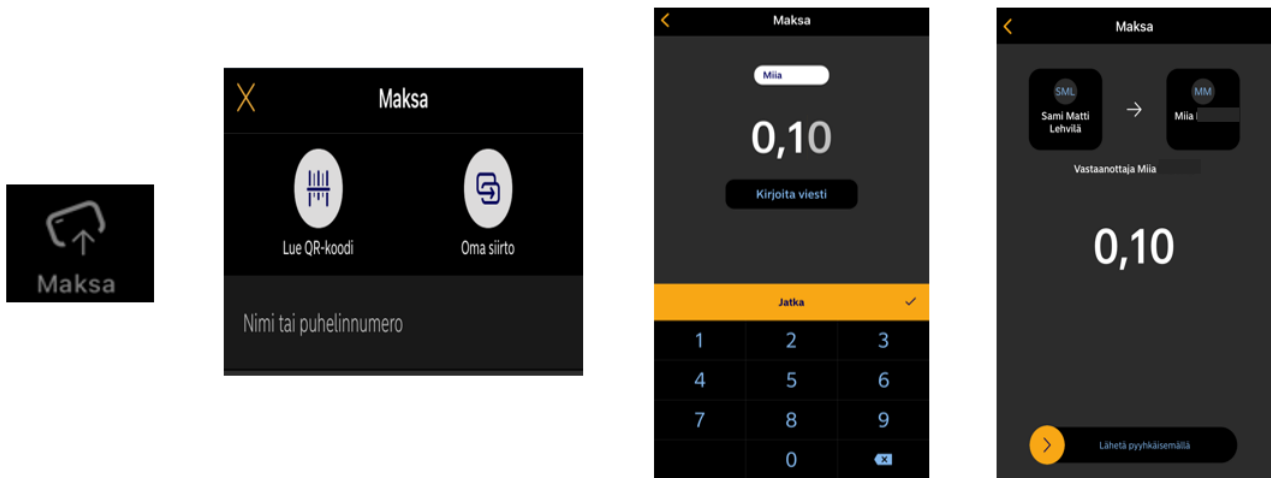 Maksa
Maksa
Lue QR-koodi
Oma siirto
Nimi tai puhelinnumero
Maksa
Miia
0,10
Kirjoita viesti
Jatka
1 2 3
4 5 6
7 8 9
0
Maksa
SML
Sami Matti
Lehvilä
MM
Miia
Vastaanottaja Miia
0,10
Lähetä pyyhkäisemällä